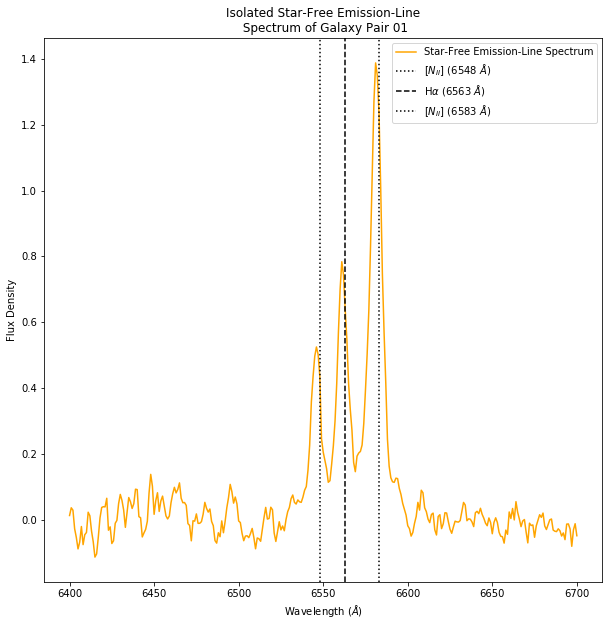 Isolated Star-Free Emission-Line
Spectrum of Galaxy Pair 01
Star-Free Emission-Line Spectrum
[N_II] (6548 Å)
Hα (6563 Å)
[N_II] (6583 Å)
Flux Density
1.4
1.2
1.0
0.8
0.6
0.4
0.2
0.0
6400 6450 6500 6550 6600 6650 6700
Wavelength (Å)